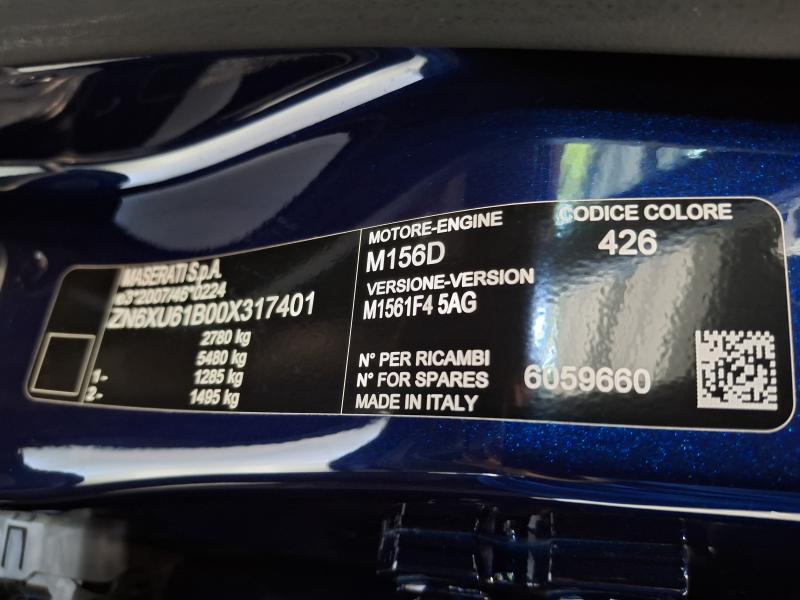 MASERATI S.p.A.
e3*2007/46*0224
ZN6XU61B00X317401
2780 kg
5480 kg
1- 1285 kg
2- 1495 kg
MOTORE-ENGINE
M156D
VERSIONE-VERSION
M1561F4 5AG
N° PER RICAMBI
N° FOR SPARES 6059660
MADE IN ITALY
CODICE COLORE
426